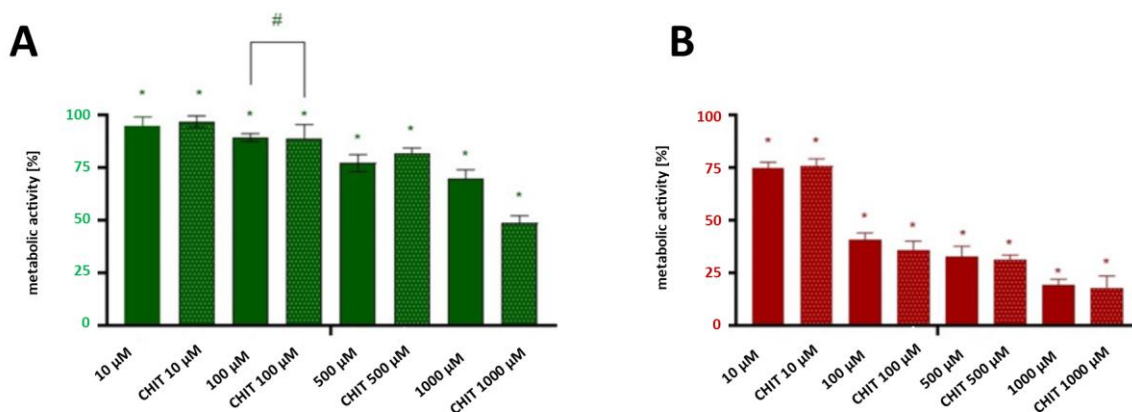 A
#
* * * * * * * *
metabolic activity [%]
100
75
50
25
0
10 µM
CHIT 10 µM
100 µM
CHIT 100 µM
500 µM
CHIT 500 µM
1000 µM
CHIT 1000 µM
B
* * * * * * * *
metabolic activity [%]
100
75
50
25
0
10 µM
CHIT 10 µM
100 µM
CHIT 100 µM
500 µM
CHIT 500 µM
1000 µM
CHIT 1000 µM